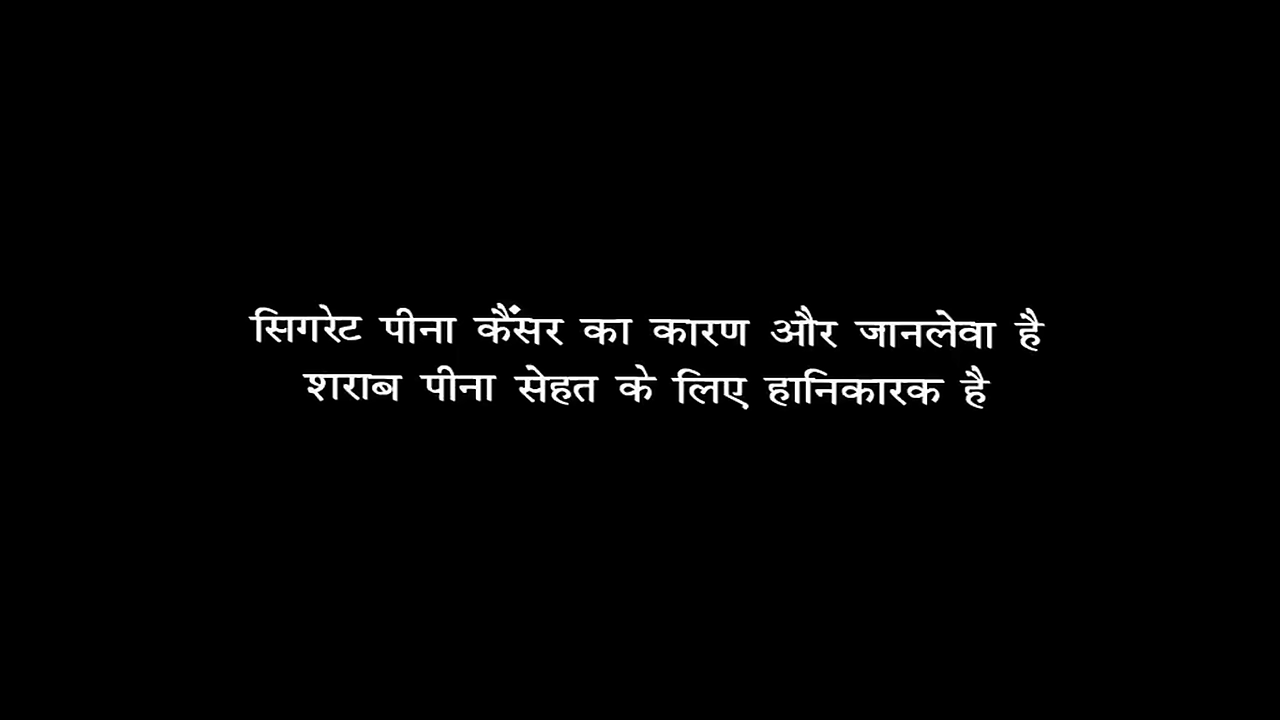 सिगरेट पीना कैंसर का कारण और जानलेवा है
शराब पीना सेहत के लिए हानिकारक है